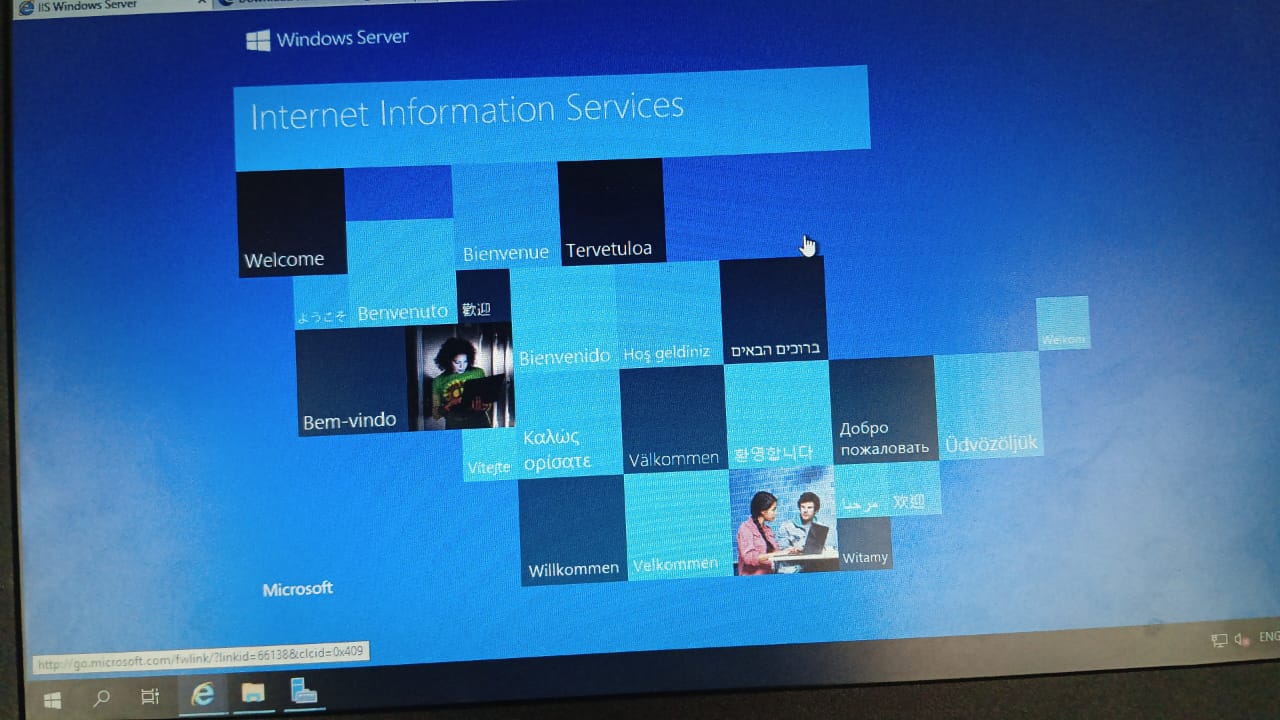 IIS Windows Server
Windows Server
Internet Information Services
Welcome
Bienvenue
Tervetuloa
ようこそ
Benvenuto
歡迎
Bienvenido
Hoş geldiniz
ברוכים הבאים
Welkom
Bem-vindo
Vítejte
Καλώς
ορίσατε
Välkommen
환영합니다
Добро
пожаловать
Üdvözöljük
مرحبا
欢迎
Willkommen
Velkommen
Witamy
Microsoft
http://go.microsoft.com/fwlink/?linkid=66138&clcid=0x409
ENG